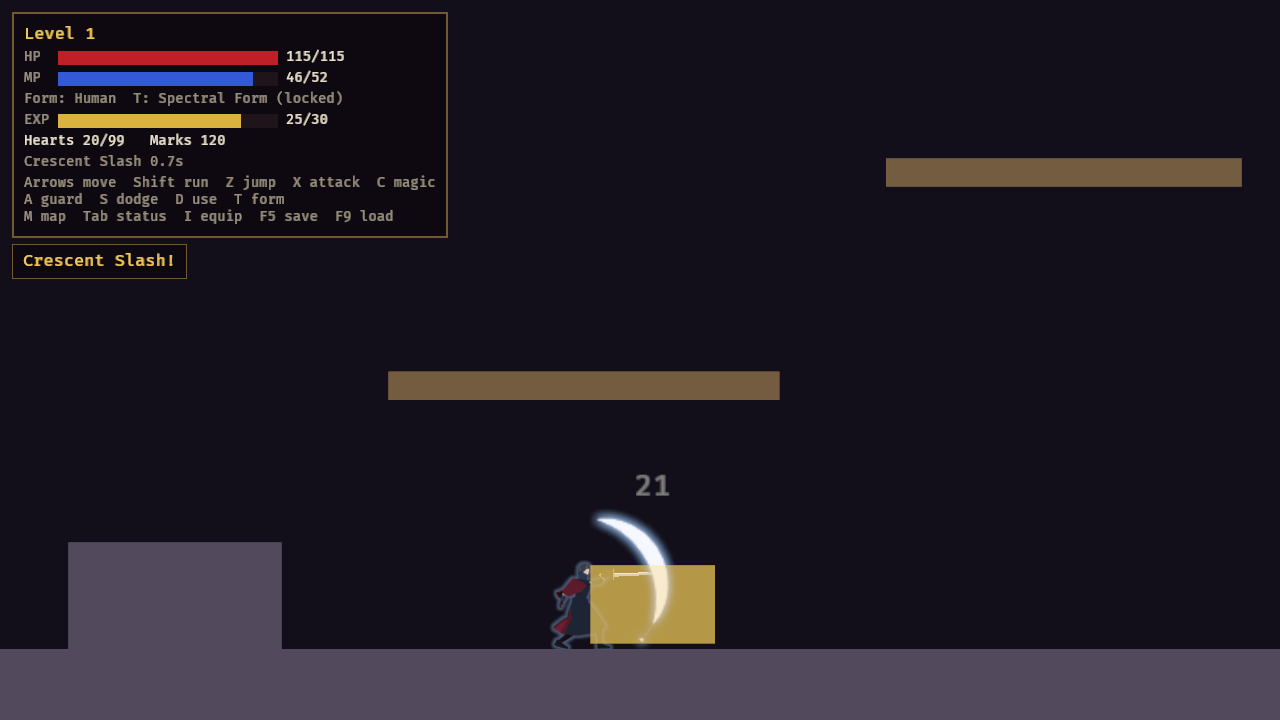 Level 1
HP 115/115
MP 46/52
Form: Human  T: Spectral Form (locked)
EXP 25/30
Hearts 20/99   Marks 120
Crescent Slash 0.7s
Arrows move  Shift run  Z jump  X attack  C magic
A guard  S dodge  D use  T form
M map  Tab status  I equip  F5 save  F9 load
Crescent Slash!
21